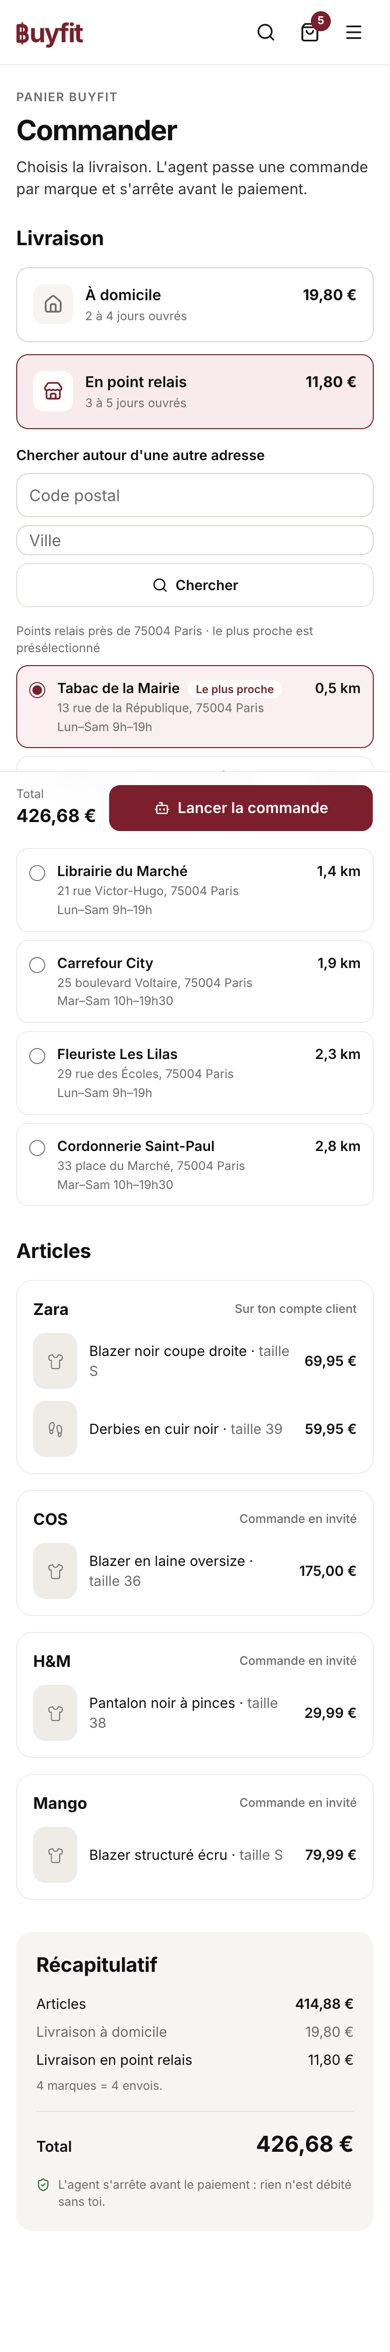 Buyfit
5
PANIER BUYFIT
Commander
Choisis la livraison. L'agent passe une commande
par marque et s'arrête avant le paiement.
Livraison
À domicile
19,80 €
2 à 4 jours ouvrés
En point relais
11,80 €
3 à 5 jours ouvrés
Chercher autour d'une autre adresse
Code postal
Ville
Chercher
Points relais près de 75004 Paris · le plus proche est
présélectionné
Tabac de la Mairie
Le plus proche
0,5 km
13 rue de la République, 75004 Paris
Lun–Sam 9h–19h
Total
426,68 €
Lancer la commande
Librairie du Marché
1,4 km
21 rue Victor-Hugo, 75004 Paris
Lun–Sam 9h–19h
Carrefour City
1,9 km
25 boulevard Voltaire, 75004 Paris
Mar–Sam 10h–19h30
Fleuriste Les Lilas
2,3 km
29 rue des Écoles, 75004 Paris
Lun–Sam 9h–19h
Cordonnerie Saint-Paul
2,8 km
33 place du Marché, 75004 Paris
Mar–Sam 10h–19h30
Articles
Zara
Sur ton compte client
Blazer noir coupe droite · taille
S
69,95 €
Derbies en cuir noir · taille 39
59,95 €
COS
Commande en invité
Blazer en laine oversize ·
taille 36
175,00 €
H&M
Commande en invité
Pantalon noir à pinces · taille
38
29,99 €
Mango
Commande en invité
Blazer structuré écru · taille S
79,99 €
Récapitulatif
Articles
414,88 €
Livraison à domicile
19,80 €
Livraison en point relais
11,80 €
4 marques = 4 envois.
Total
426,68 €
L'agent s'arrête avant le paiement : rien n'est débité
sans toi.